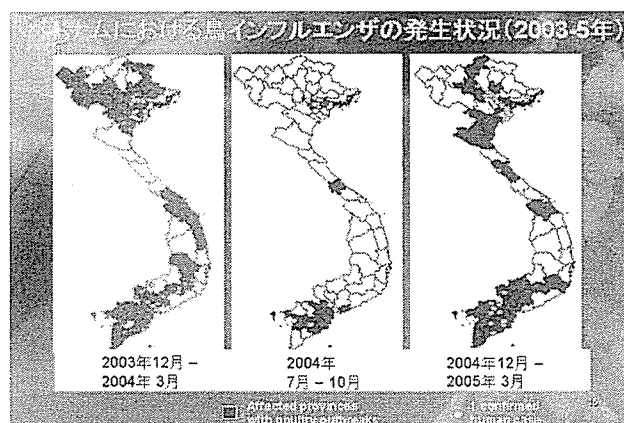 ベトナムにおける鳥インフルエンザの発生状況(2003-5年)
2003年12月 –
2004年 3月
2004年
7月 – 10月
2004年12月 –
2005年 3月
Affected provinces
with poultry outbreaks
1 confirmed